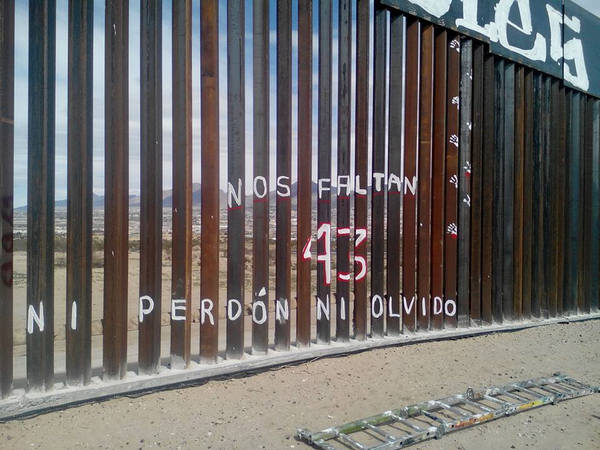 NOS FALTAN
43
NI PERDÓN NI OLVIDO